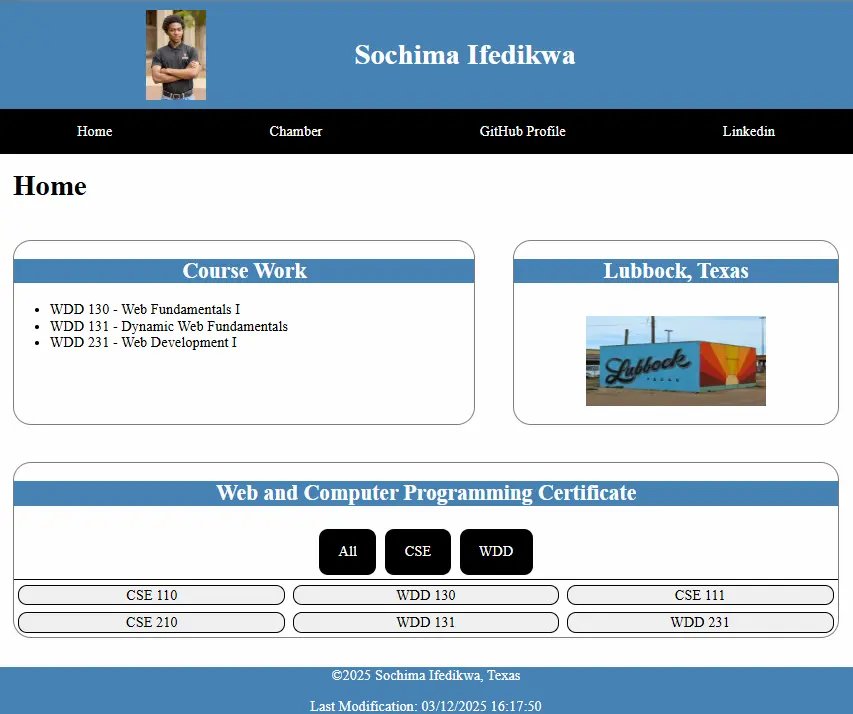 Sochima Ifedikwa
Home
Chamber
GitHub Profile
Linkedin
Home
Course Work
WDD 130 - Web Fundamentals I
WDD 131 - Dynamic Web Fundamentals
WDD 231 - Web Development I
Lubbock, Texas
Lubbock
TEXAS
Web and Computer Programming Certificate
All
CSE
WDD
CSE 110
WDD 130
CSE 111
CSE 210
WDD 131
WDD 231
©2025 Sochima Ifedikwa, Texas
Last Modification: 03/12/2025 16:17:50